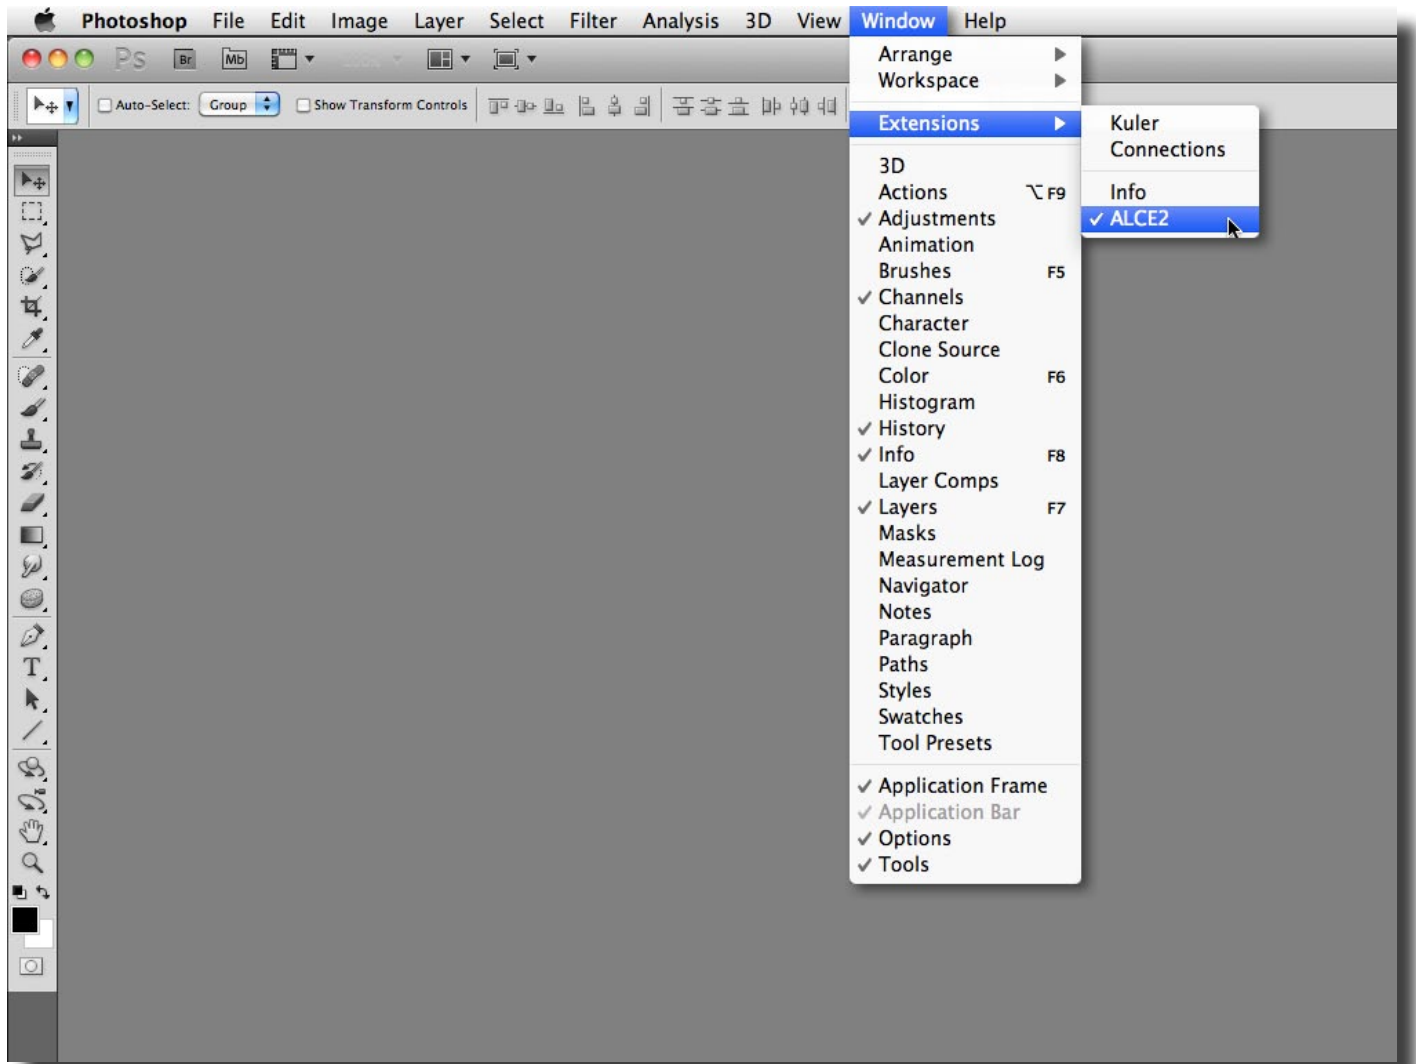 Photoshop File Edit Image Layer Select Filter Analysis 3D View Window Help
Ps Br Mb
Auto-Select: Group Show Transform Controls
Arrange
Workspace
Extensions
Kuler
Connections
Info
✓ ALCE2
3D
Actions ⌥ F9
✓ Adjustments
Animation
Brushes F5
✓ Channels
Character
Clone Source
Color F6
Histogram
✓ History
✓ Info F8
Layer Comps
✓ Layers F7
Masks
Measurement Log
Navigator
Notes
Paragraph
Paths
Styles
Swatches
Tool Presets
✓ Application Frame
✓ Application Bar
✓ Options
✓ Tools
T